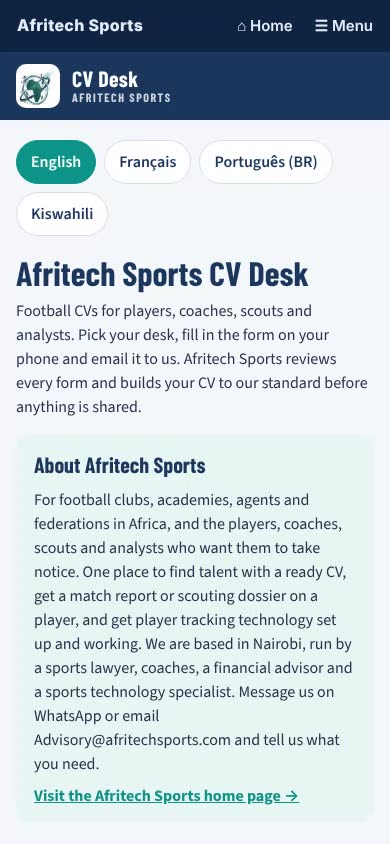 Afritech Sports
⌂ Home
☰ Menu
CV Desk
AFRITECH SPORTS
English
Français
Português (BR)
Kiswahili
Afritech Sports CV Desk
Football CVs for players, coaches, scouts and
analysts. Pick your desk, fill in the form on your
phone and email it to us. Afritech Sports reviews
every form and builds your CV to our standard before
anything is shared.
About Afritech Sports
For football clubs, academies, agents and
federations in Africa, and the players, coaches,
scouts and analysts who want them to take
notice. One place to find talent with a ready CV,
get a match report or scouting dossier on a
player, and get player tracking technology set
up and working. We are based in Nairobi, run by
a sports lawyer, coaches, a financial advisor and
a sports technology specialist. Message us on
WhatsApp or email
Advisory@afritechsports.com and tell us what
you need.
Visit the Afritech Sports home page →